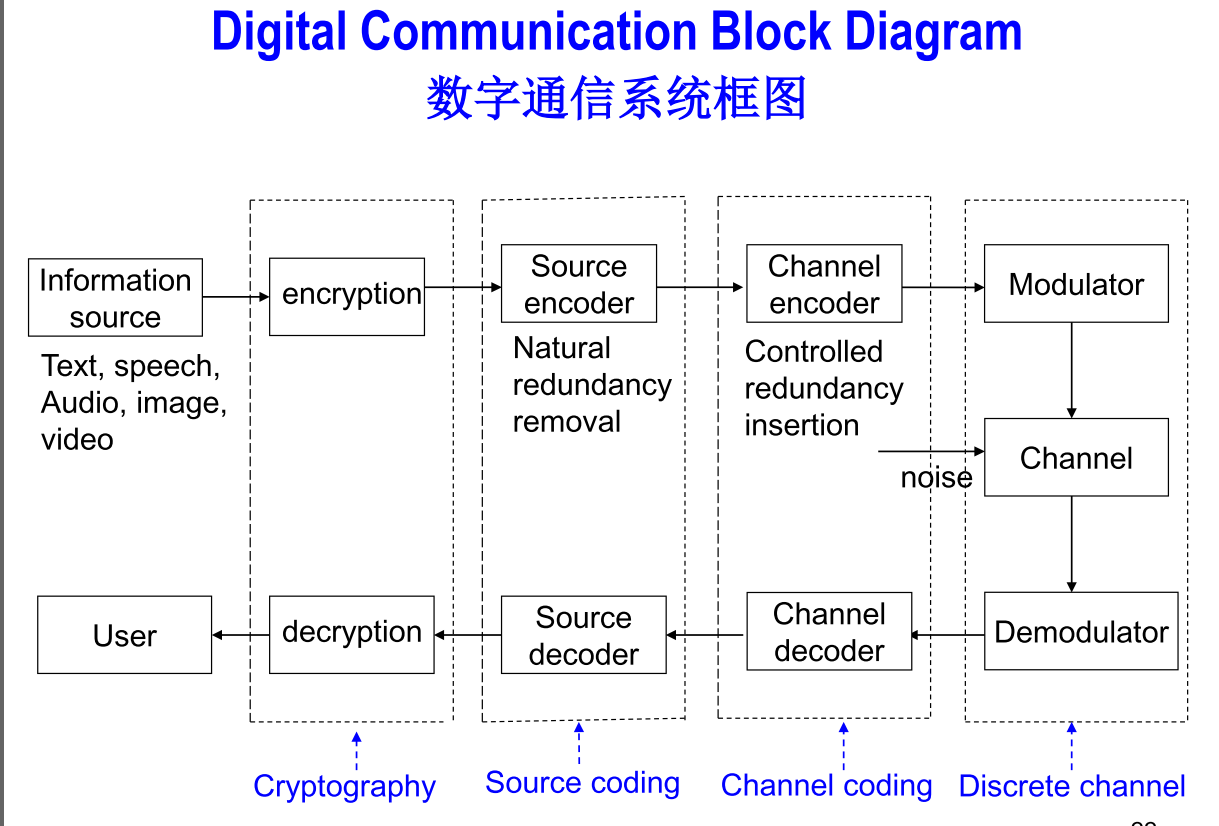 Digital Communication Block Diagram
数字通信系统框图
Information
source
encryption
Source
encoder
Channel
encoder
Modulator
Text, speech,
Audio, image,
video
Natural
redundancy
removal
Controlled
redundancy
insertion
noise
Channel
User
decryption
Source
decoder
Channel
decoder
Demodulator
Cryptography
Source coding
Channel coding
Discrete channel